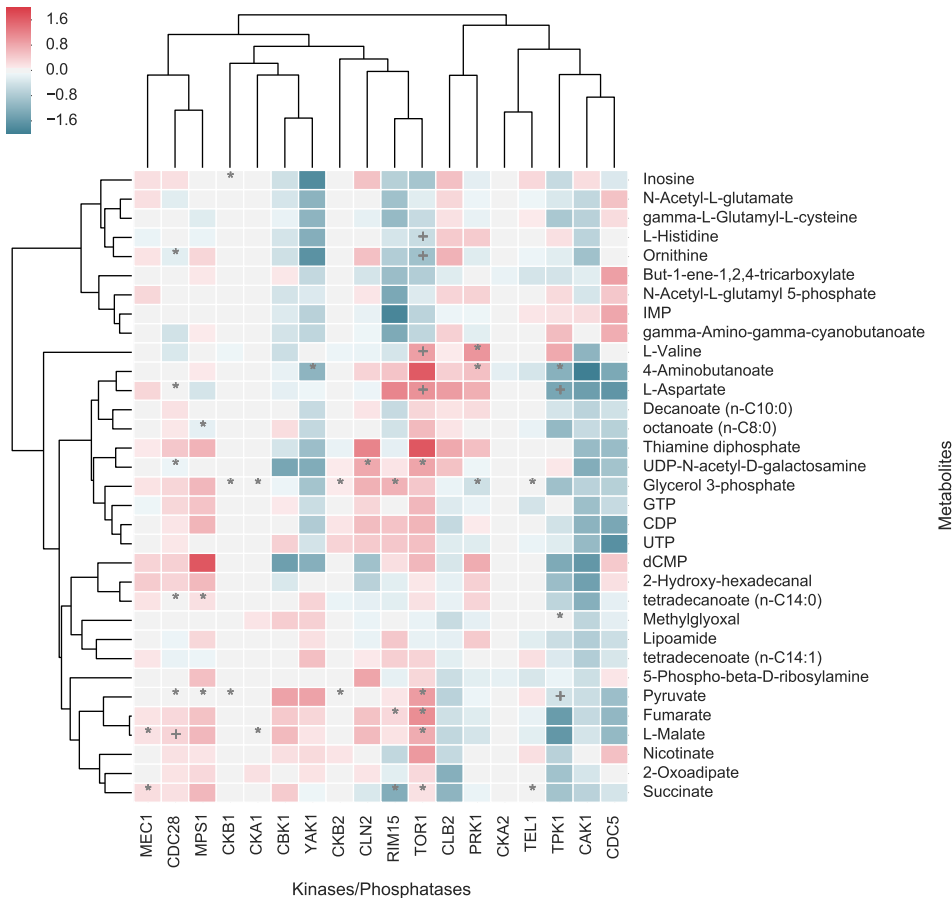 1.6
0.8
0.0
−0.8
−1.6
Inosine
N-Acetyl-L-glutamate
gamma-L-Glutamyl-L-cysteine
L-Histidine
Ornithine
But-1-ene-1,2,4-tricarboxylate
N-Acetyl-L-glutamyl 5-phosphate
IMP
gamma-Amino-gamma-cyanobutanoate
L-Valine
4-Aminobutanoate
L-Aspartate
Decanoate (n-C10:0)
octanoate (n-C8:0)
Thiamine diphosphate
UDP-N-acetyl-D-galactosamine
Glycerol 3-phosphate
GTP
CDP
UTP
dCMP
2-Hydroxy-hexadecanal
tetradecanoate (n-C14:0)
Methylglyoxal
Lipoamide
tetradecenoate (n-C14:1)
5-Phospho-beta-D-ribosylamine
Pyruvate
Fumarate
L-Malate
Nicotinate
2-Oxoadipate
Succinate
Metabolites
MEC1
CDC28
MPS1
CKB1
CKA1
CBK1
YAK1
CKB2
CLN2
RIM15
TOR1
CLB2
PRK1
CKA2
TEL1
TPK1
CAK1
CDC5
Kinases/Phosphatases